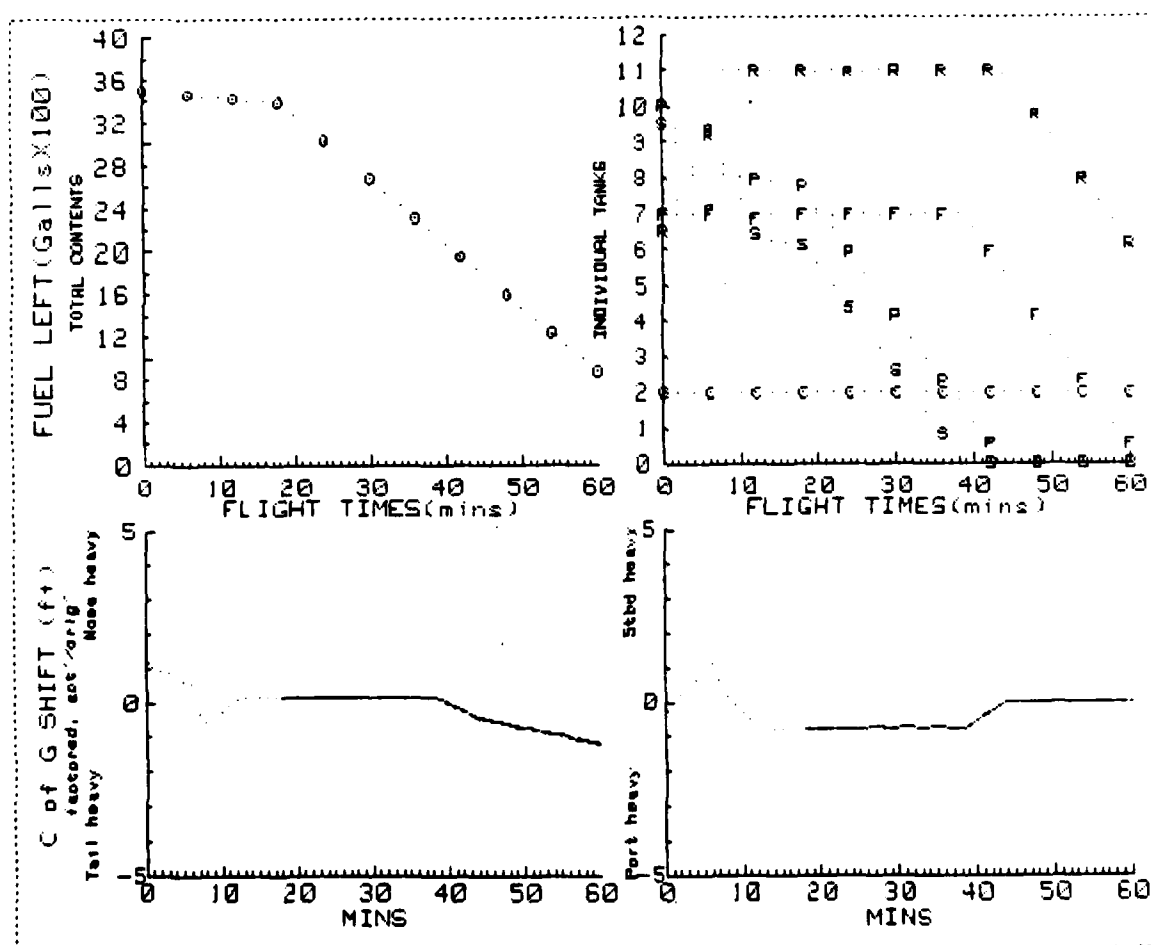 FUEL LEFT(Galls X100)
TOTAL CONTENTS
40
36
32
28
24
20
16
12
8
4
0
0 10 20 30 40 50 60
FLIGHT TIMES(mins)
INDIVIDUAL TANKS
12
11
10
9
8
7
6
5
4
3
2
1
0
R R R R R R R R R
P P P P P P
F F F F F F F F F
S S S S S
C C C C C C C C C
0 10 20 30 40 50 60
FLIGHT TIMES(mins)
C of G SHIFT (ft)
Tail heavy
Nose heavy
5
0
-5
0 10 20 30 40 50 60
MINS
Port heavy
Stbd heavy
5
0
-5
0 10 20 30 40 50 60
MINS